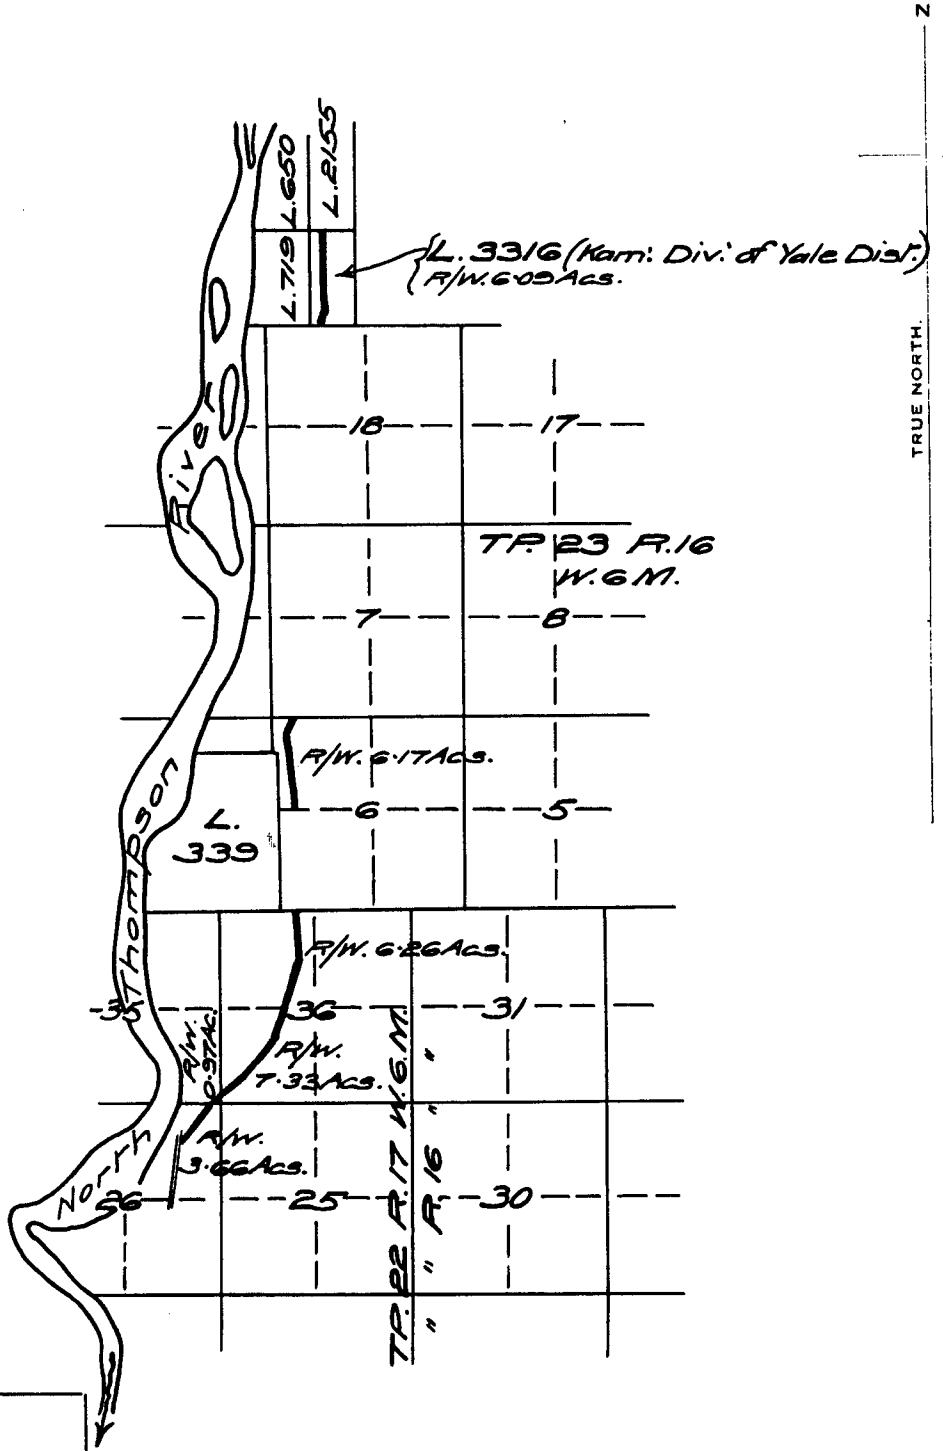 N
TRUE NORTH.
L.650
L.2155
L.719
L.3316 (Kam: Div: of Yale Dist.)
R/W. 6·09 Acs.
River
18
17
TP. 23 R.16
W.6M.
7
8
R/W. 6·17 Acs.
6
5
L.
339
Thompson
R/W. 6·26 Acs.
35
36
31
R/W.
0·97 Ac.
R/W.
7·33 Acs.
R/W.
3·66 Acs.
North
26
25
30
TP. 22 R.17 W.6.M.
" " R.16 " "